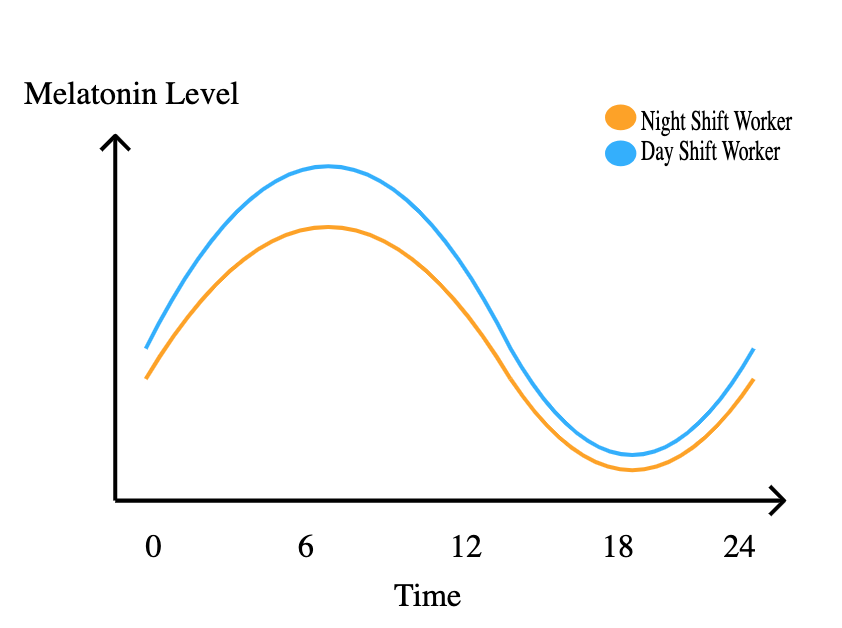 Melatonin Level
Night Shift Worker
Day Shift Worker
0 6 12 18 24
Time